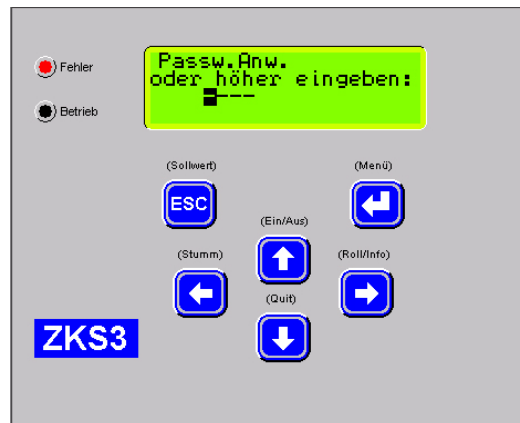 Passw.Anw.
Fehler
oder höher eingeben:
----
Betrieb
(Sollwert)
(Menü)
ESC
(Ein/Aus)
(Stumm)
(Roll/Info)
(Quit)
ZKS3